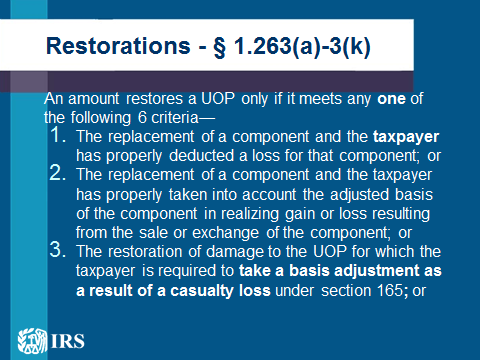 Restorations - § 1.263(a)-3(k)
An amount restores a UOP only if it meets any one of
the following 6 criteria—
1. The replacement of a component and the taxpayer
has properly deducted a loss for that component; or
2. The replacement of a component and the taxpayer
has properly taken into account the adjusted basis
of the component in realizing gain or loss resulting
from the sale or exchange of the component; or
3. The restoration of damage to the UOP for which the
taxpayer is required to take a basis adjustment as
a result of a casualty loss under section 165; or
IRS